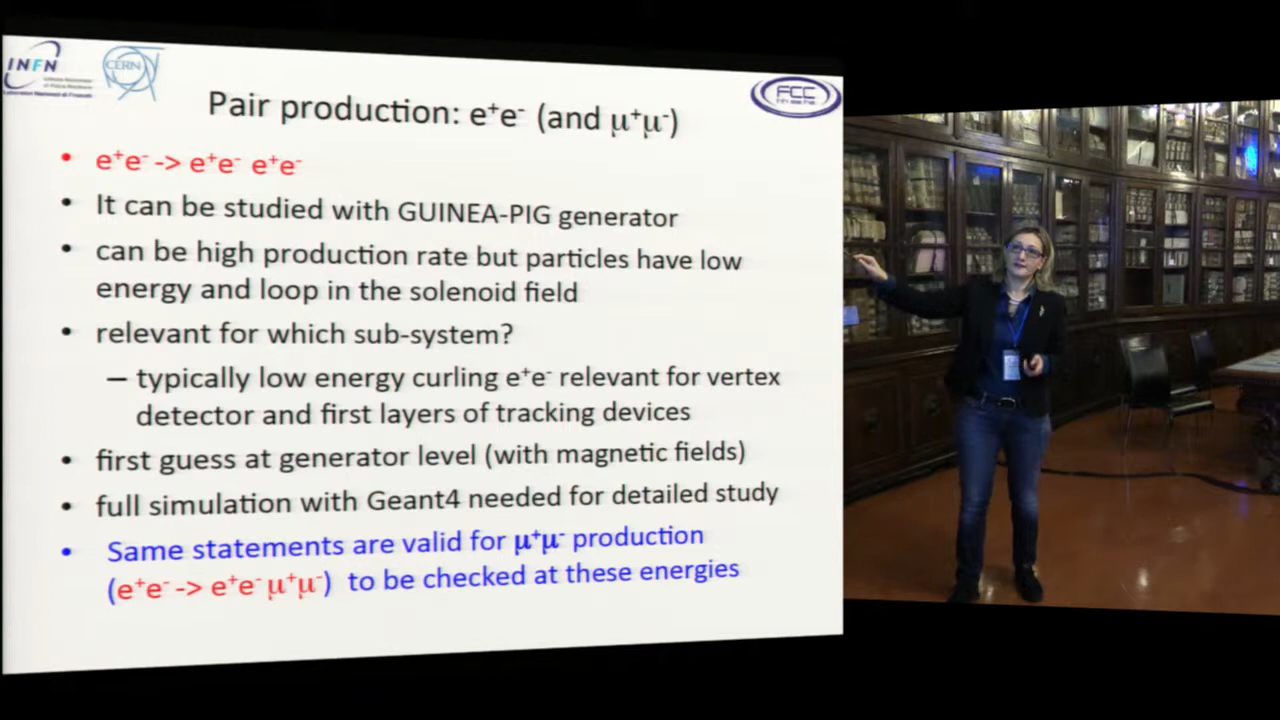 INFN
CERN
FCC
Pair production: e⁺e⁻ (and μ⁺μ⁻)
• e⁺e⁻ -> e⁺e⁻ e⁺e⁻
• It can be studied with GUINEA-PIG generator
• can be high production rate but particles have low
energy and loop in the solenoid field
• relevant for which sub-system?
– typically low energy curling e⁺e⁻ relevant for vertex
detector and first layers of tracking devices
• first guess at generator level (with magnetic fields)
• full simulation with Geant4 needed for detailed study
• Same statements are valid for μ⁺μ⁻ production
(e⁺e⁻ -> e⁺e⁻ μ⁺μ⁻) to be checked at these energies